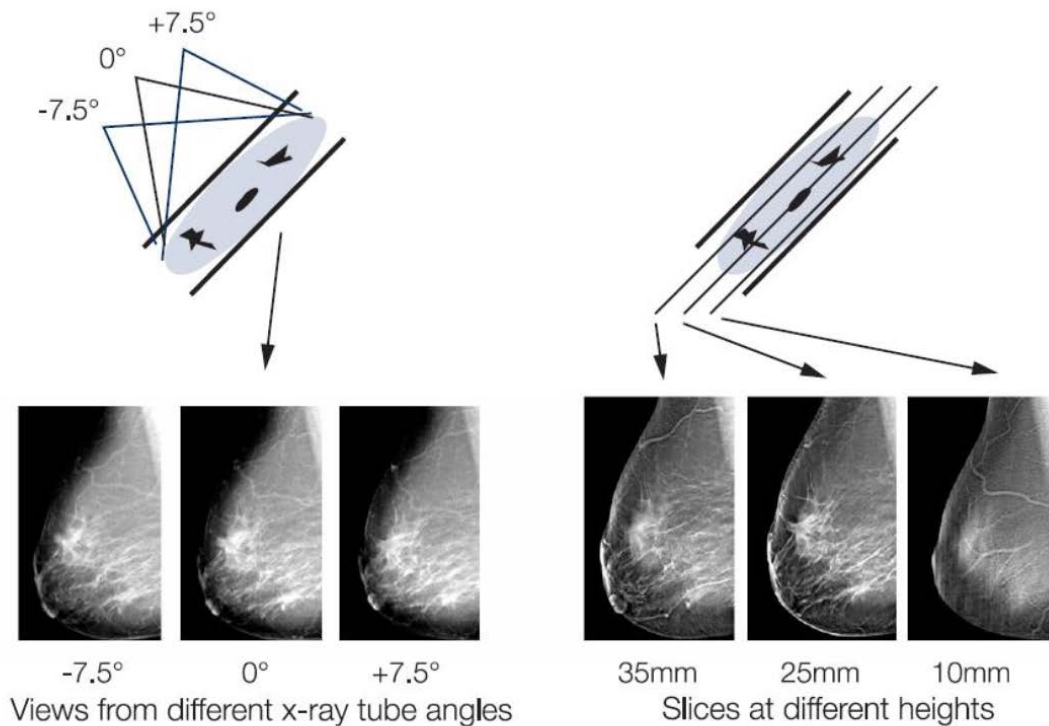 +7.5°
0°
-7.5°
-7.5° 0° +7.5°
Views from different x-ray tube angles
35mm 25mm 10mm
Slices at different heights